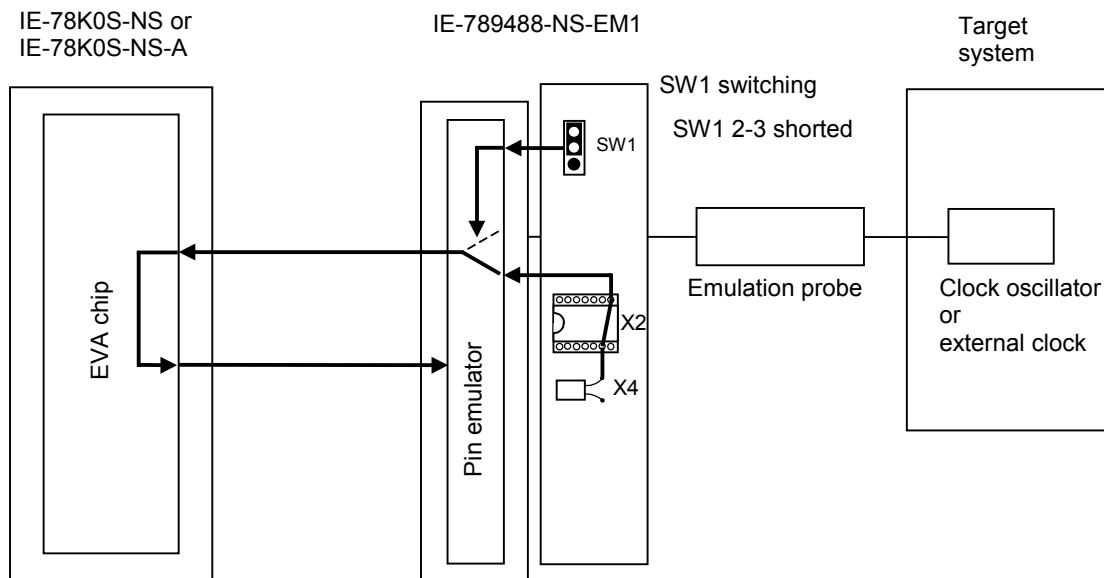 IE-78K0S-NS or
IE-78K0S-NS-A
IE-789488-NS-EM1
Target
system
SW1 switching
SW1 2-3 shorted
SW1
EVA chip
Pin emulator
X2
X4
Emulation probe
Clock oscillator
or
external clock